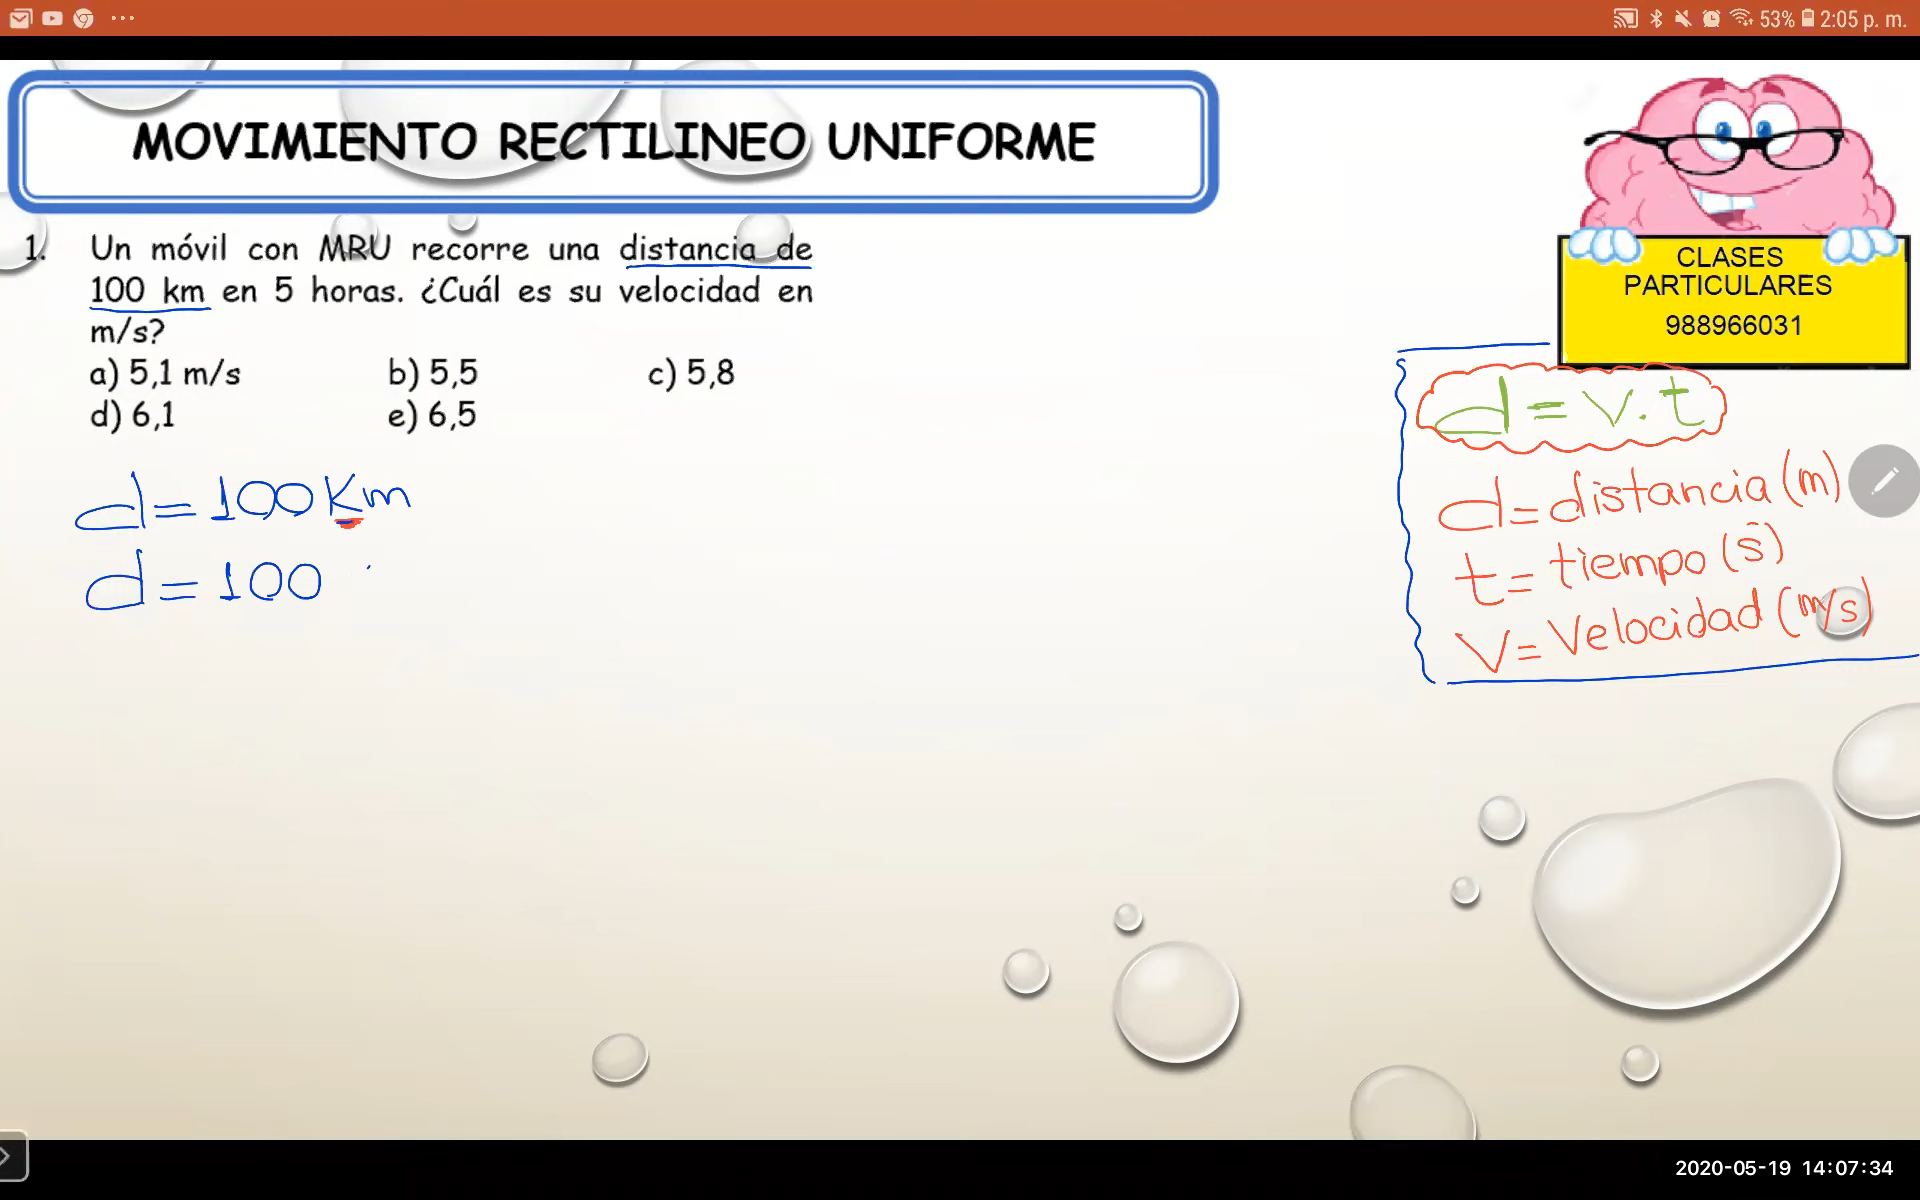 53% 2:05 p. m.
MOVIMIENTO RECTILINEO UNIFORME
1. Un móvil con MRU recorre una distancia de
100 km en 5 horas. ¿Cuál es su velocidad en
m/s?
a) 5,1 m/s b) 5,5 c) 5,8
d) 6,1 e) 6,5
d = 100 Km
d = 100
CLASES
PARTICULARES
988966031
d = v . t
d = distancia (m)
t = tiempo (s)
V = Velocidad (m/s)
2020-05-19 14:07:34